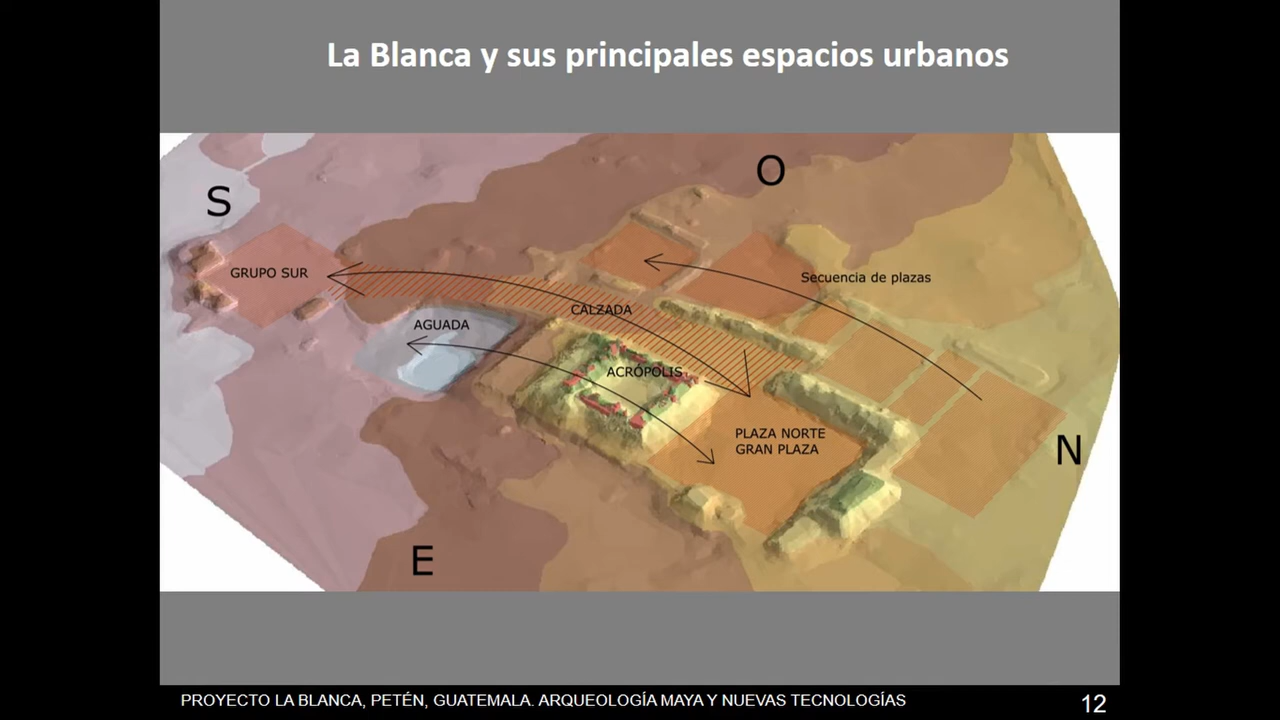 La Blanca y sus principales espacios urbanos
O
S
GRUPO SUR
Secuencia de plazas
CALZADA
AGUADA
ACRÓPOLIS
PLAZA NORTE
GRAN PLAZA
N
E
PROYECTO LA BLANCA, PETÉN, GUATEMALA. ARQUEOLOGÍA MAYA Y NUEVAS TECNOLOGÍAS
12